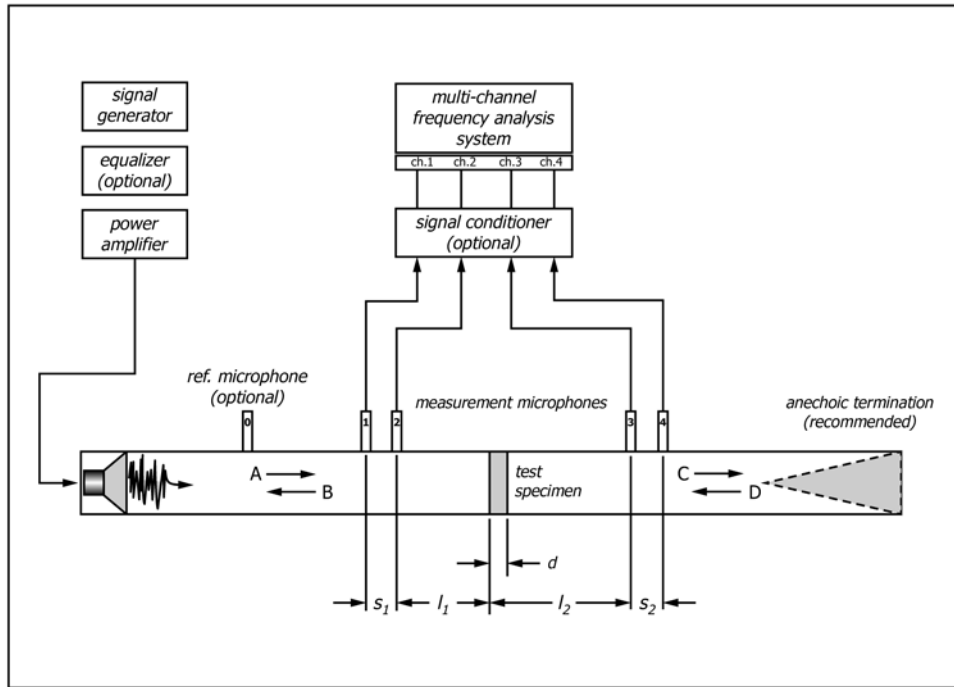 signal
generator
equalizer
(optional)
power
amplifier
multi-channel
frequency analysis
system
ch.1 ch.2 ch.3 ch.4
signal conditioner
(optional)
ref. microphone
(optional)
measurement microphones
anechoic termination
(recommended)
0
1
2
3
4
A
B
test
specimen
C
D
d
s1
l1
l2
s2